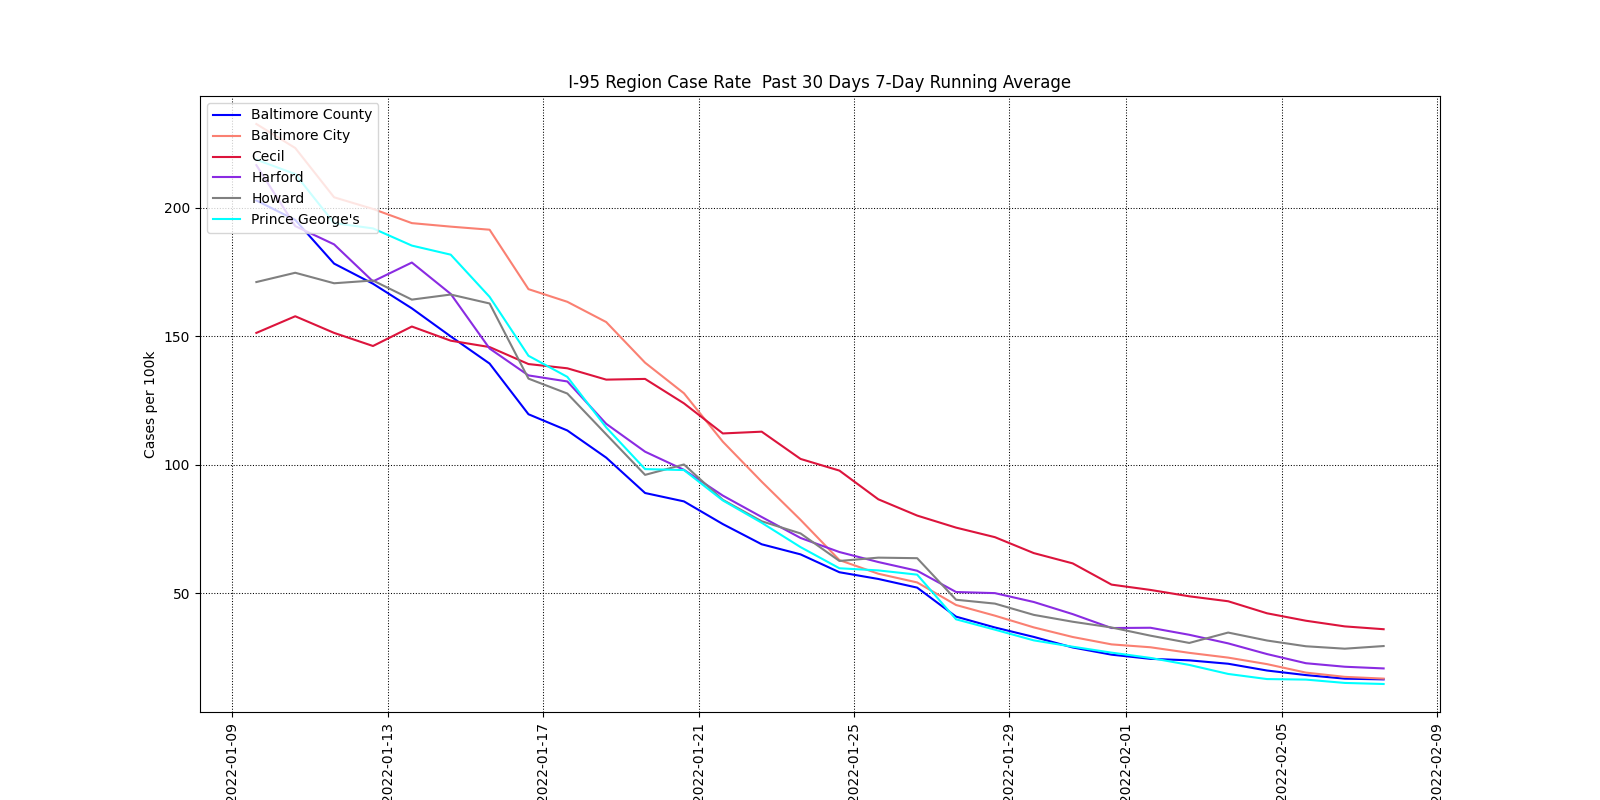 I-95 Region Case Rate  Past 30 Days 7-Day Running Average
Baltimore County
Baltimore City
Cecil
Harford
Howard
Prince George's
200
150
100
50
Cases per 100k
2022-01-09
2022-01-13
2022-01-17
2022-01-21
2022-01-25
2022-01-29
2022-02-01
2022-02-05
2022-02-09